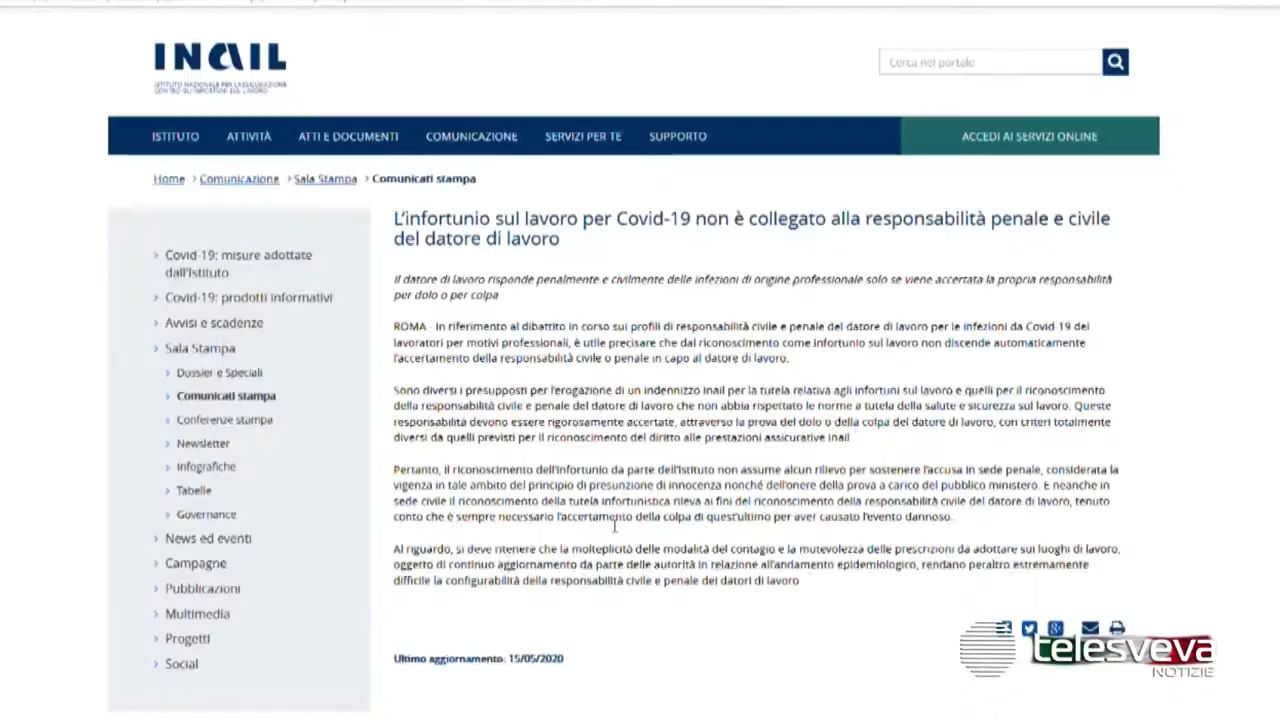 INAIL
ISTITUTO NAZIONALE PER L'ASSICURAZIONE
CONTRO GLI INFORTUNI SUL LAVORO
Cerca nel portale
ISTITUTO ATTIVITÀ ATTI E DOCUMENTI COMUNICAZIONE SERVIZI PER TE SUPPORTO ACCEDI AI SERVIZI ONLINE
Home › Comunicazione › Sala Stampa › Comunicati stampa
› Covid-19: misure adottate
dall'Istituto
› Covid-19: prodotti informativi
› Avvisi e scadenze
› Sala Stampa
› Dossier e Speciali
› Comunicati stampa
› Conferenze stampa
› Newsletter
› Infografiche
› Tabelle
› Governance
› News ed eventi
› Campagne
› Pubblicazioni
› Multimedia
› Progetti
› Social
L'infortunio sul lavoro per Covid-19 non è collegato alla responsabilità penale e civile
del datore di lavoro
Il datore di lavoro risponde penalmente e civilmente delle infezioni di origine professionale solo se viene accertata la propria responsabilità
per dolo o per colpa
ROMA - In riferimento al dibattito in corso sui profili di responsabilità civile e penale del datore di lavoro per le infezioni da Covid-19 dei
lavoratori per motivi professionali, è utile precisare che dal riconoscimento come infortunio sul lavoro non discende automaticamente
l'accertamento della responsabilità civile o penale in capo al datore di lavoro.
Sono diversi i presupposti per l'erogazione di un indennizzo Inail per la tutela relativa agli infortuni sul lavoro e quelli per il riconoscimento
della responsabilità civile e penale del datore di lavoro che non abbia rispettato le norme a tutela della salute e sicurezza sul lavoro. Queste
responsabilità devono essere rigorosamente accertate, attraverso la prova del dolo o della colpa del datore di lavoro, con criteri totalmente
diversi da quelli previsti per il riconoscimento del diritto alle prestazioni assicurative Inail.
Pertanto, il riconoscimento dell'infortunio da parte dell'Istituto non assume alcun rilievo per sostenere l'accusa in sede penale, considerata la
vigenza in tale ambito del principio di presunzione di innocenza nonché dell'onere della prova a carico del pubblico ministero. E neanche in
sede civile il riconoscimento della tutela infortunistica rileva ai fini del riconoscimento della responsabilità civile del datore di lavoro, tenuto
conto che è sempre necessario l'accertamento della colpa di quest'ultimo per aver causato l'evento dannoso.
Al riguardo, si deve ritenere che la molteplicità delle modalità del contagio e la mutevolezza delle prescrizioni da adottare sui luoghi di lavoro,
oggetto di continuo aggiornamento da parte delle autorità in relazione all'andamento epidemiologico, rendano peraltro estremamente
difficile la configurabilità della responsabilità civile e penale dei datori di lavoro
Ultimo aggiornamento: 15/05/2020
telesveva
NOTIZIE